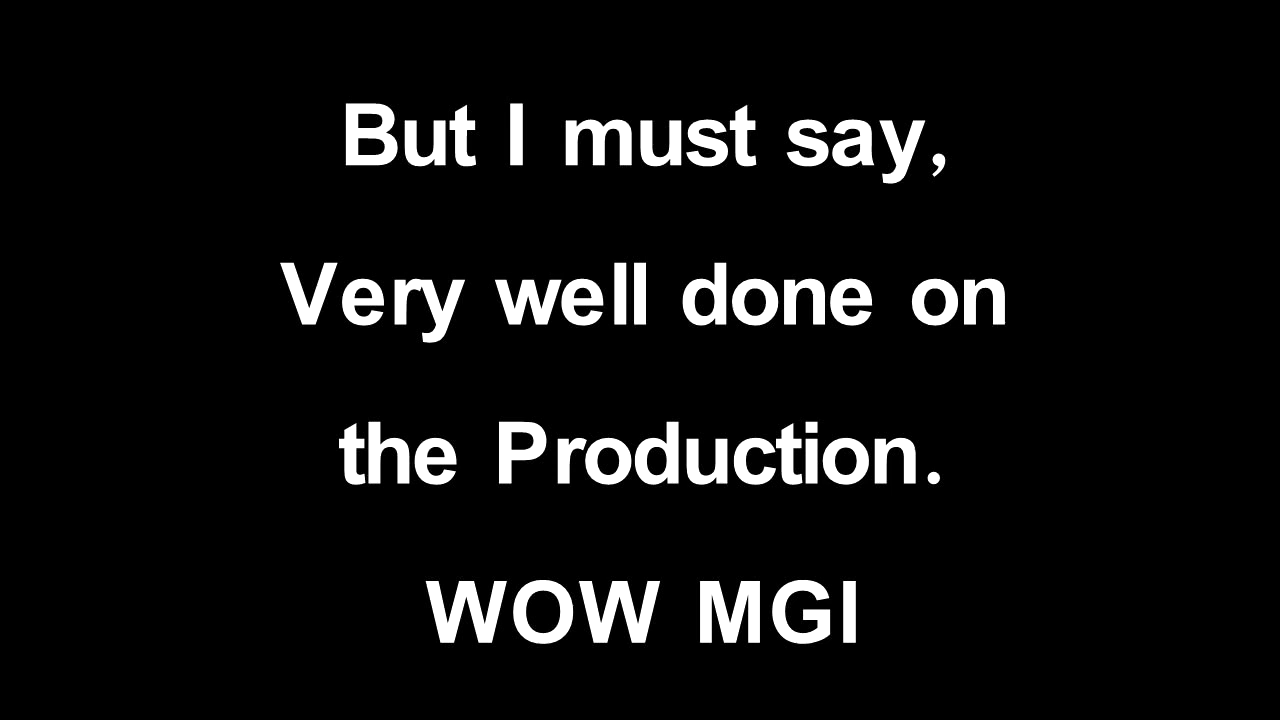 But I must say,
Very well done on
the Production.
WOW MGI